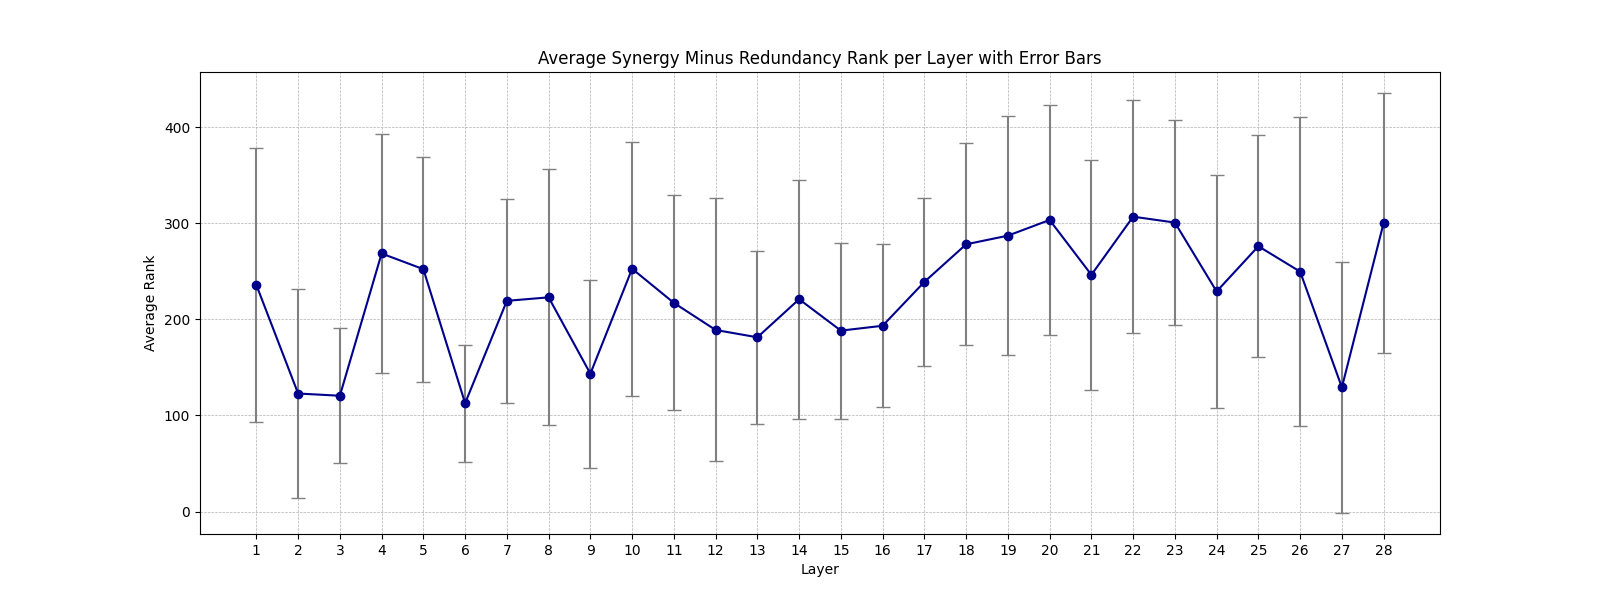 Average Synergy Minus Redundancy Rank per Layer with Error Bars
Average Rank
400
300
200
100
0
1 2 3 4 5 6 7 8 9 10 11 12 13 14 15 16 17 18 19 20 21 22 23 24 25 26 27 28
Layer